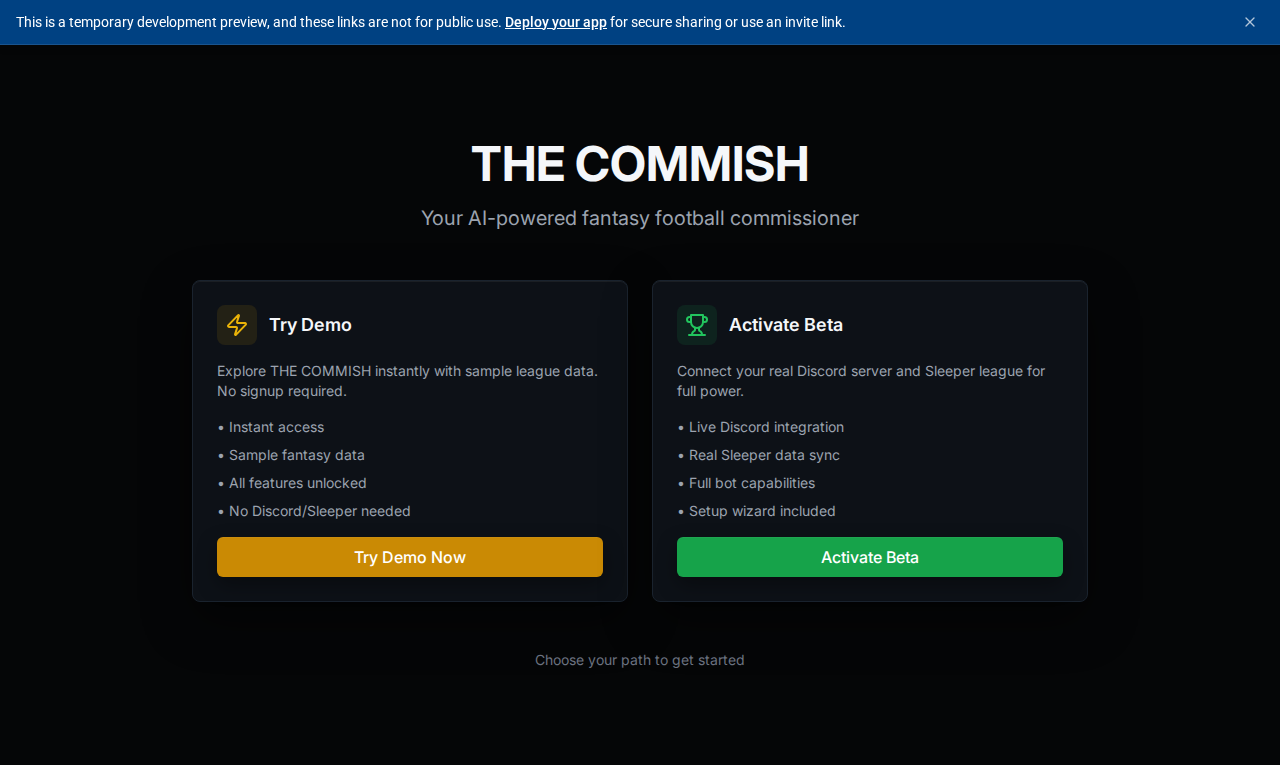 This is a temporary development preview, and these links are not for public use. Deploy your app for secure sharing or use an invite link.
THE COMMISH
Your AI-powered fantasy football commissioner
Try Demo
Explore THE COMMISH instantly with sample league data.
No signup required.
• Instant access
• Sample fantasy data
• All features unlocked
• No Discord/Sleeper needed
Try Demo Now
Activate Beta
Connect your real Discord server and Sleeper league for
full power.
• Live Discord integration
• Real Sleeper data sync
• Full bot capabilities
• Setup wizard included
Activate Beta
Choose your path to get started